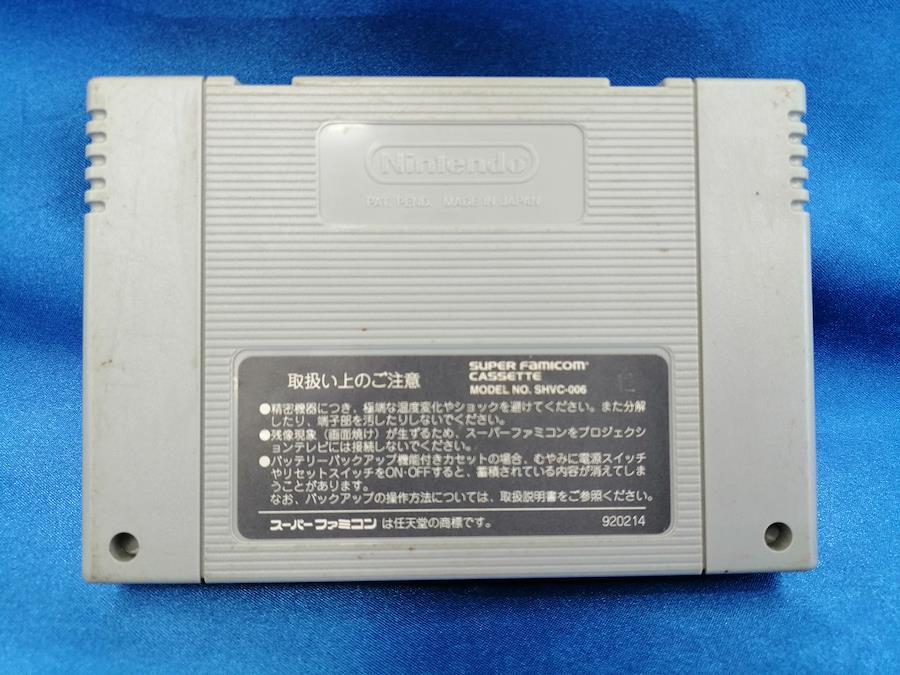 Nintendo
PAT. PEND. MADE IN JAPAN
取扱い上のご注意
SUPER FAMICOM
CASSETTE
MODEL NO. SHVC-006
●精密機器につき、極端な温度変化やショックを避けてください。また分解
したり、端子部を汚したりしないでください。
●残像現象（画面焼け）が生ずるため、スーパーファミコンをプロジェクシ
ョンテレビには接続しないでください。
●バッテリーバックアップ機能付きカセットの場合、むやみに電源スイッチ
やリセットスイッチをON・OFFすると、蓄積されている内容が消えてしま
うことがあります。
なお、バックアップの操作方法については、取扱説明書をご参照ください。
スーパーファミコンは任天堂の商標です。
920214